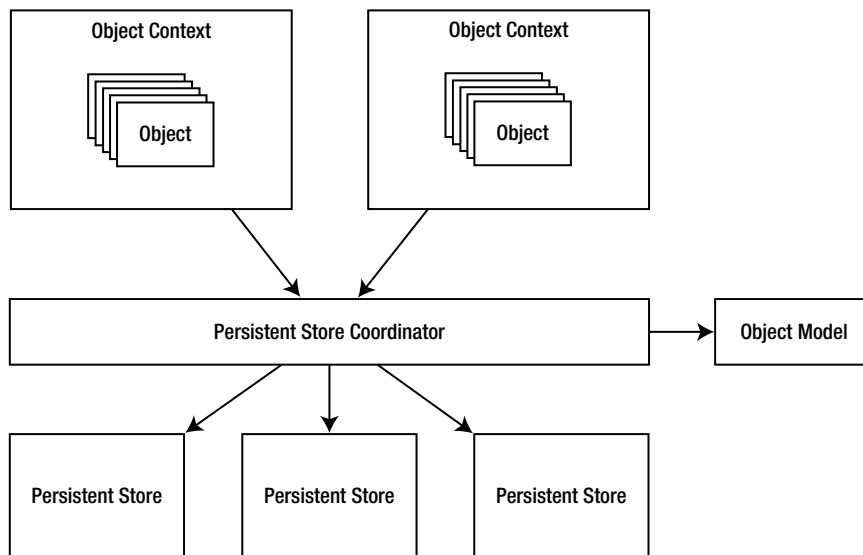 Object Context
Object Context
Object
Object
Persistent Store Coordinator
Object Model
Persistent Store
Persistent Store
Persistent Store